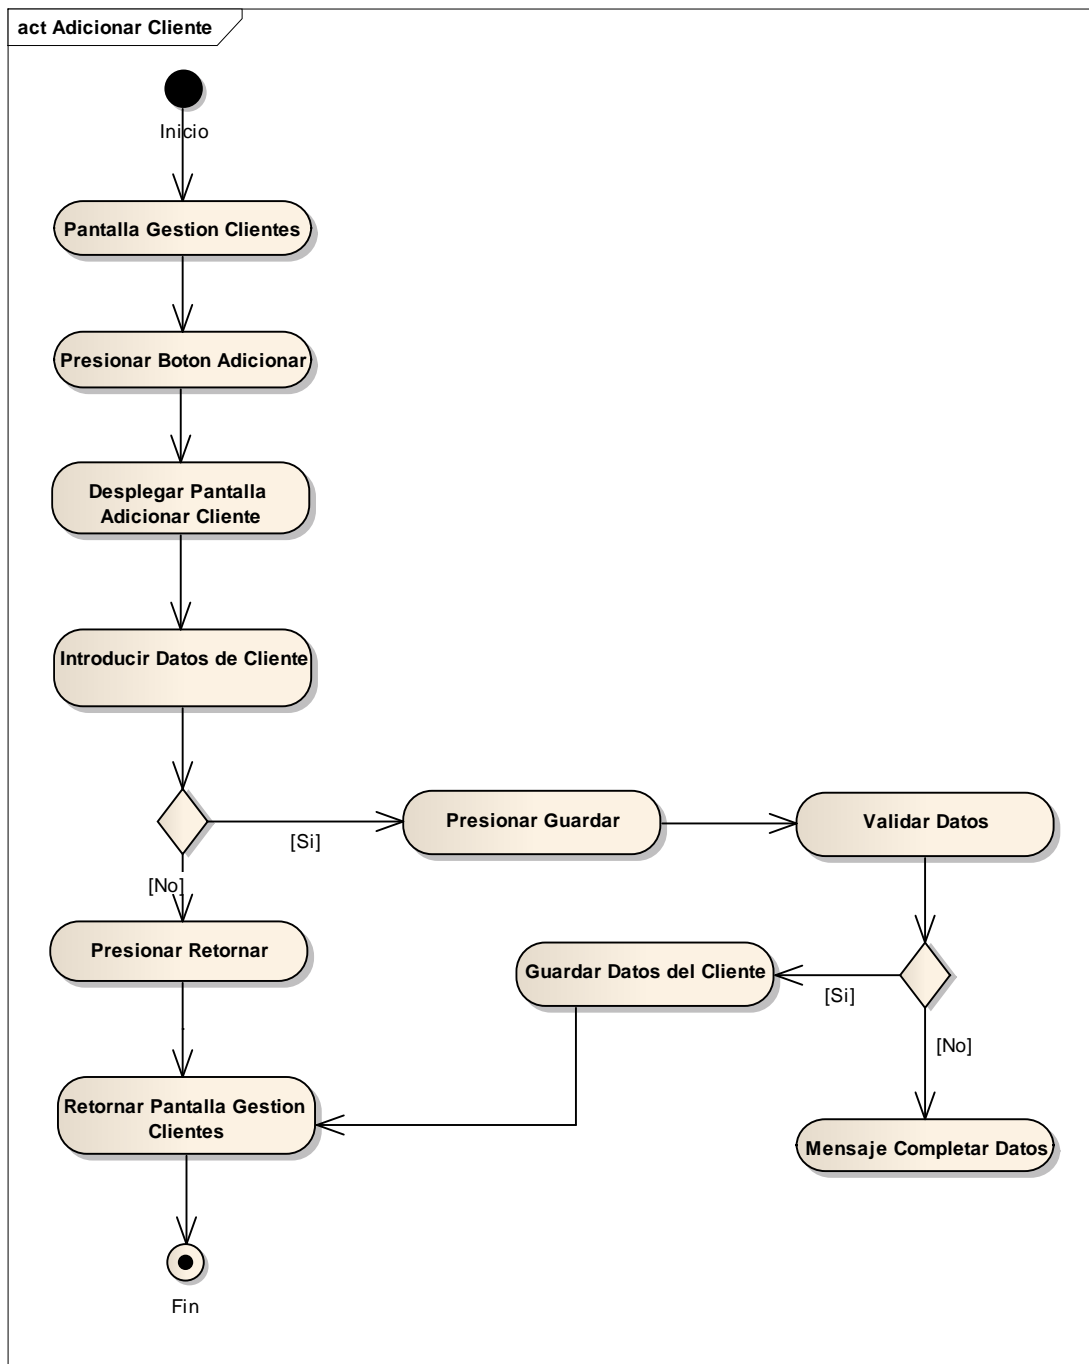 act Adicionar Cliente
Inicio
Pantalla Gestion Clientes
Presionar Boton Adicionar
Desplegar Pantalla
Adicionar Cliente
Introducir Datos de Cliente
[Si]
Presionar Guardar
Validar Datos
[No]
Presionar Retornar
Guardar Datos del Cliente
[Si]
[No]
Retornar Pantalla Gestion
Clientes
Mensaje Completar Datos
Fin